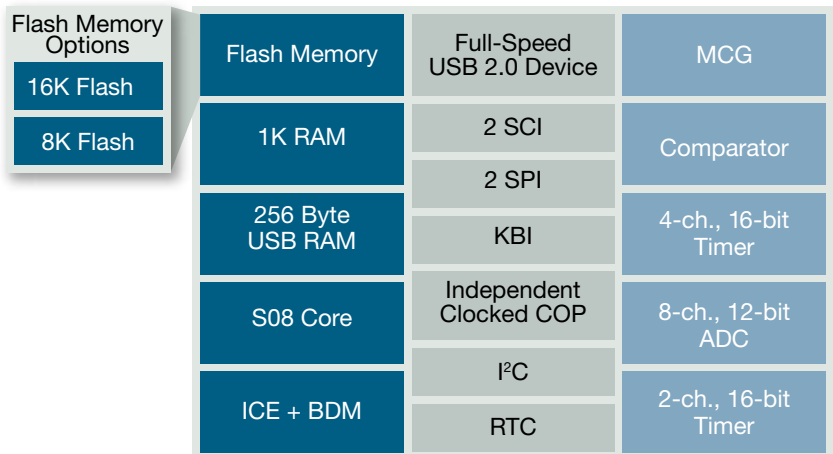 Flash Memory
Options
16K Flash
8K Flash
Flash Memory
1K RAM
256 Byte
USB RAM
S08 Core
ICE + BDM
Full-Speed
USB 2.0 Device
2 SCI
2 SPI
KBI
Independent
Clocked COP
I²C
RTC
MCG
Comparator
4-ch., 16-bit
Timer
8-ch., 12-bit
ADC
2-ch., 16-bit
Timer